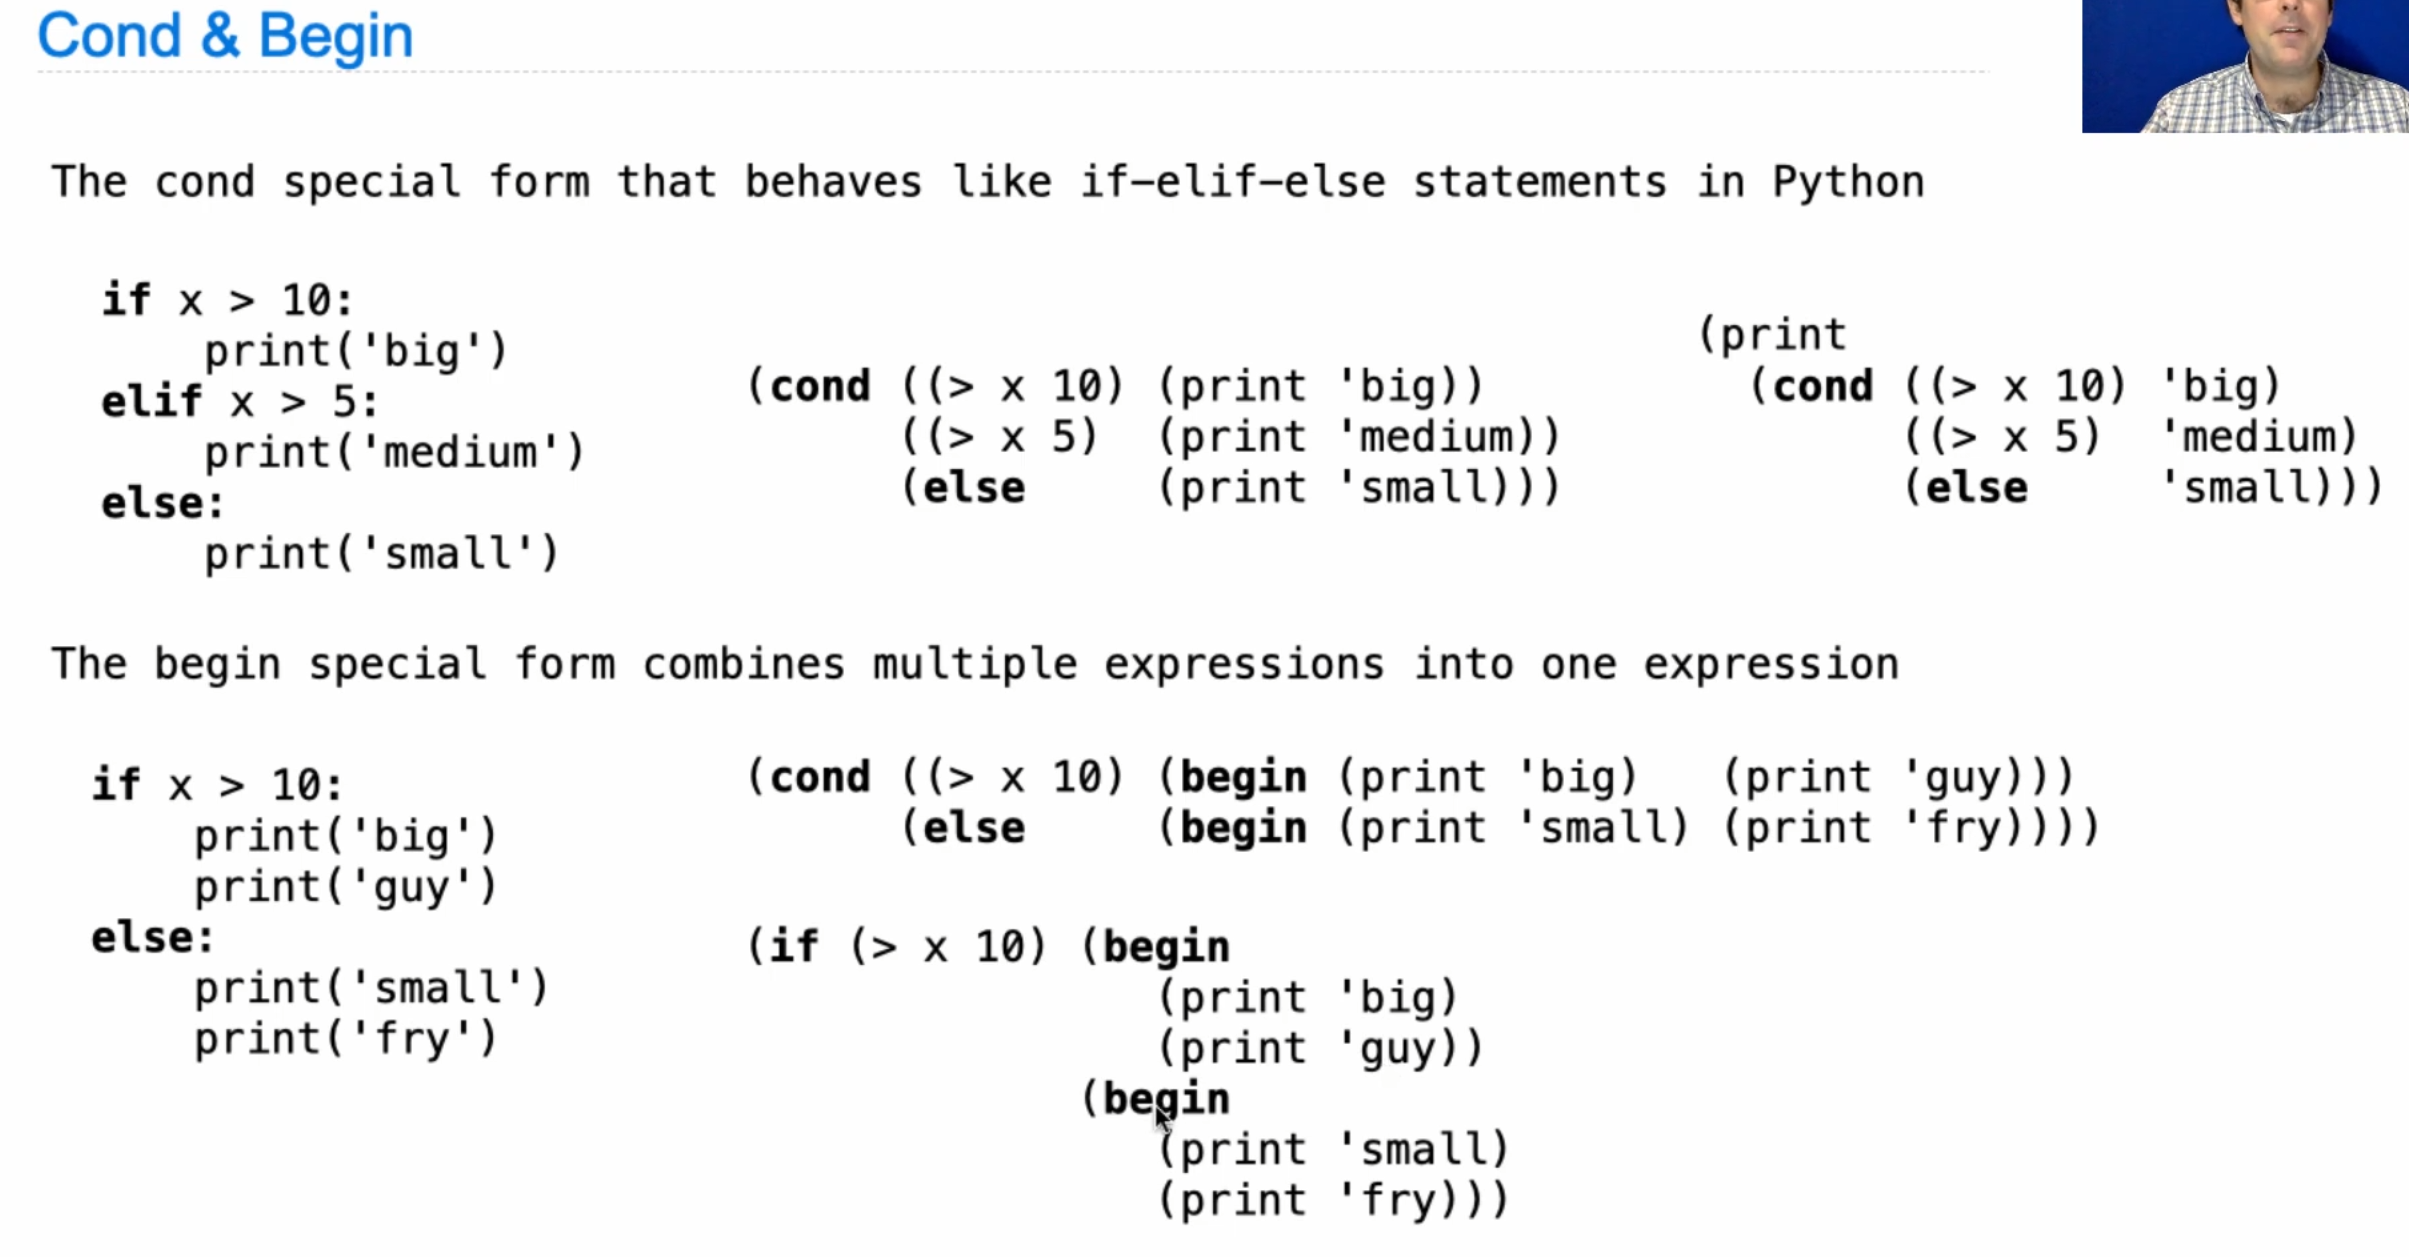 Cond & Begin
The cond special form that behaves like if-elif-else statements in Python
if x > 10:
    print('big')
elif x > 5:
    print('medium')
else:
    print('small')
(cond ((> x 10) (print 'big))
      ((> x 5)  (print 'medium))
      (else     (print 'small)))
(print
  (cond ((> x 10) 'big)
        ((> x 5)  'medium)
        (else     'small)))
The begin special form combines multiple expressions into one expression
if x > 10:
    print('big')
    print('guy')
else:
    print('small')
    print('fry')
(cond ((> x 10) (begin (print 'big)   (print 'guy)))
      (else     (begin (print 'small) (print 'fry))))
(if (> x 10) (begin
                (print 'big)
                (print 'guy))
             (begin
                (print 'small)
                (print 'fry)))